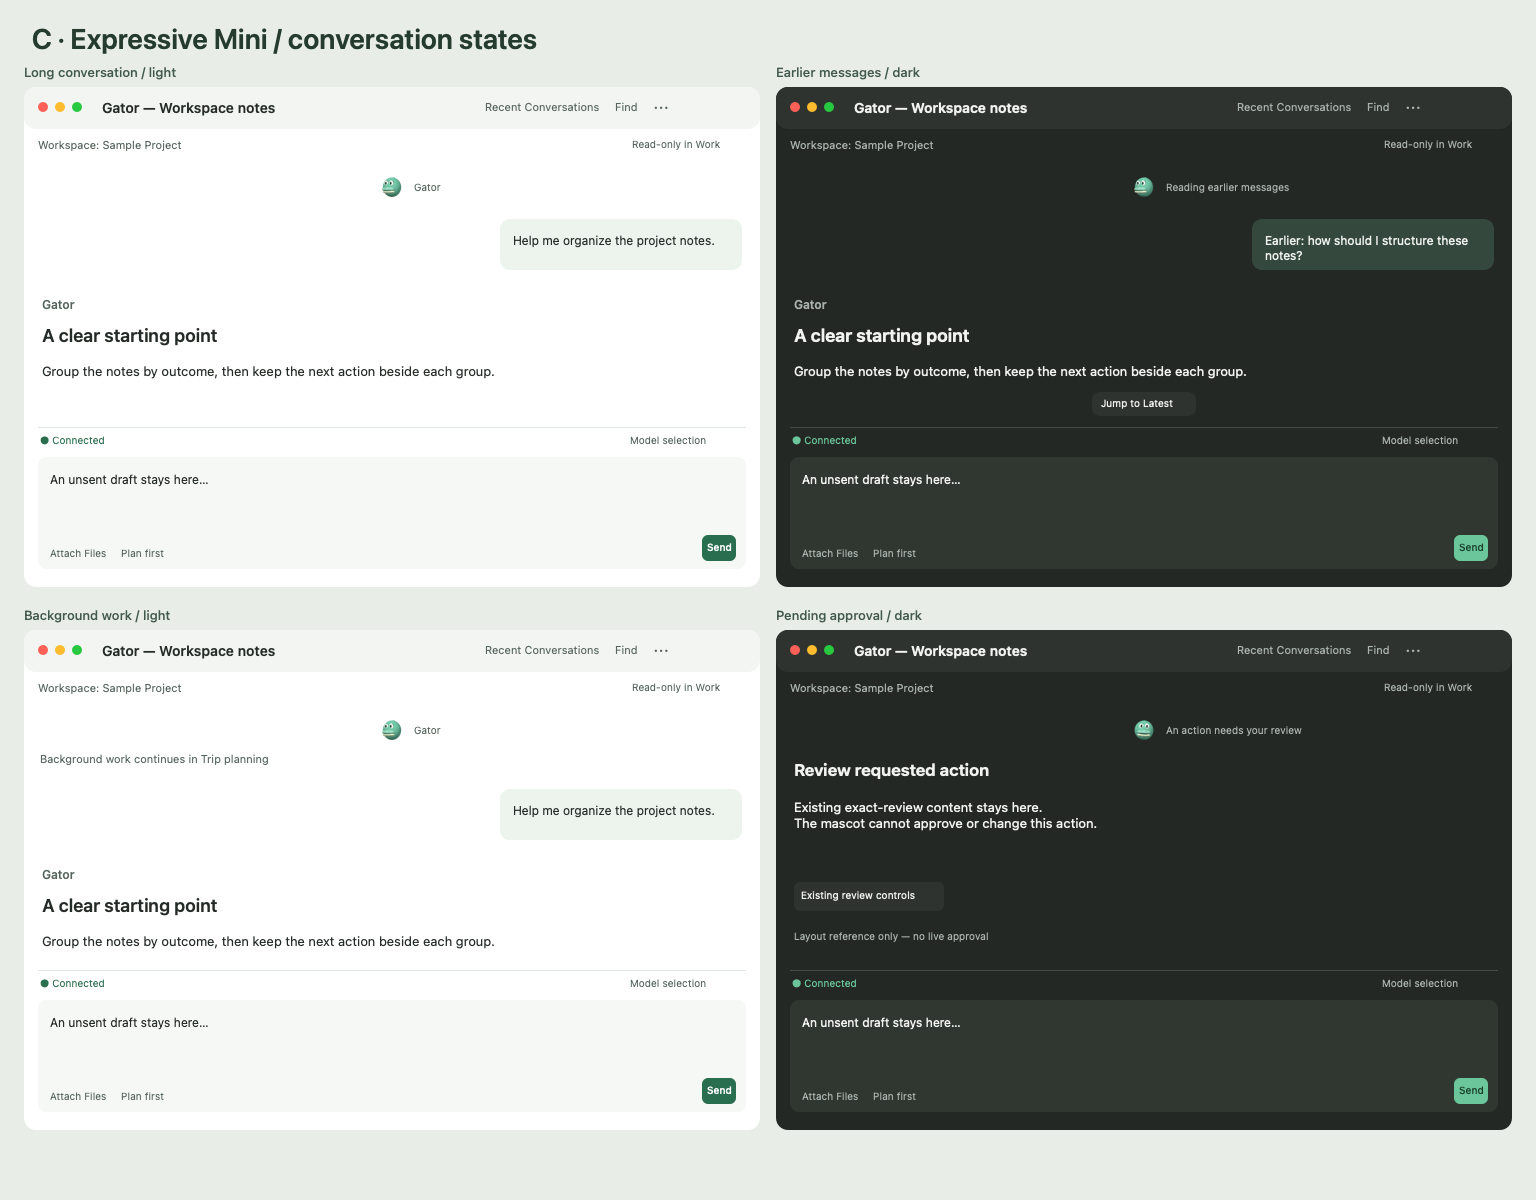 C · Expressive Mini / conversation states
Long conversation / light
Gator — Workspace notes
Recent Conversations Find ···
Workspace: Sample Project
Read-only in Work
Gator
Help me organize the project notes.
Gator
A clear starting point
Group the notes by outcome, then keep the next action beside each group.
Connected
Model selection
An unsent draft stays here...
Attach Files Plan first
Send
Earlier messages / dark
Gator — Workspace notes
Recent Conversations Find ···
Workspace: Sample Project
Read-only in Work
Reading earlier messages
Earlier: how should I structure these
notes?
Gator
A clear starting point
Group the notes by outcome, then keep the next action beside each group.
Jump to Latest
Connected
Model selection
An unsent draft stays here...
Attach Files Plan first
Send
Background work / light
Gator — Workspace notes
Recent Conversations Find ···
Workspace: Sample Project
Read-only in Work
Gator
Background work continues in Trip planning
Help me organize the project notes.
Gator
A clear starting point
Group the notes by outcome, then keep the next action beside each group.
Connected
Model selection
An unsent draft stays here...
Attach Files Plan first
Send
Pending approval / dark
Gator — Workspace notes
Recent Conversations Find ···
Workspace: Sample Project
Read-only in Work
An action needs your review
Review requested action
Existing exact-review content stays here.
The mascot cannot approve or change this action.
Existing review controls
Layout reference only — no live approval
Connected
Model selection
An unsent draft stays here...
Attach Files Plan first
Send